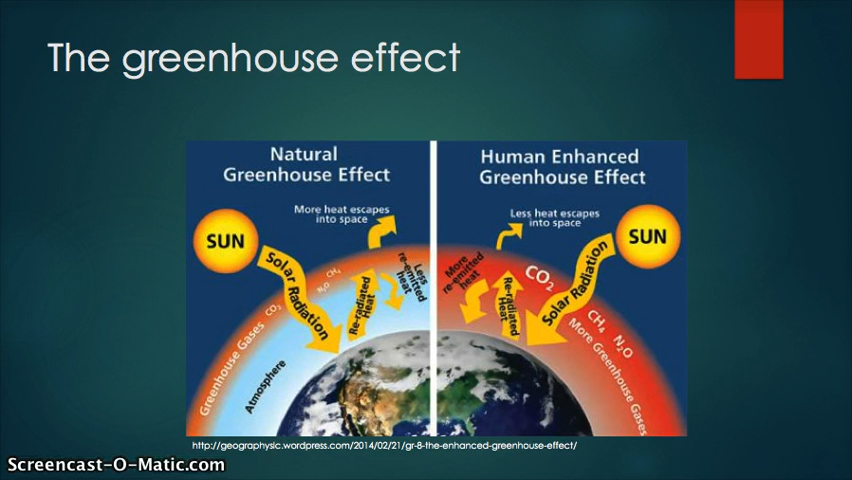 The greenhouse effect
Natural
Greenhouse Effect
More heat escapes
into space
SUN
Solar Radiation
Re-radiated
Heat
Less
re-emitted
heat
CH₄
N₂O
CO₂
Greenhouse Gases
Atmosphere
Human Enhanced
Greenhouse Effect
Less heat escapes
into space
SUN
Solar Radiation
More
re-emitted
heat
Re-radiated
Heat
CO₂
CH₄ N₂O
More Greenhouse Gases
http://geographysic.wordpress.com/2014/02/21/gr-8-the-enhanced-greenhouse-effect/
Screencast-O-Matic.com